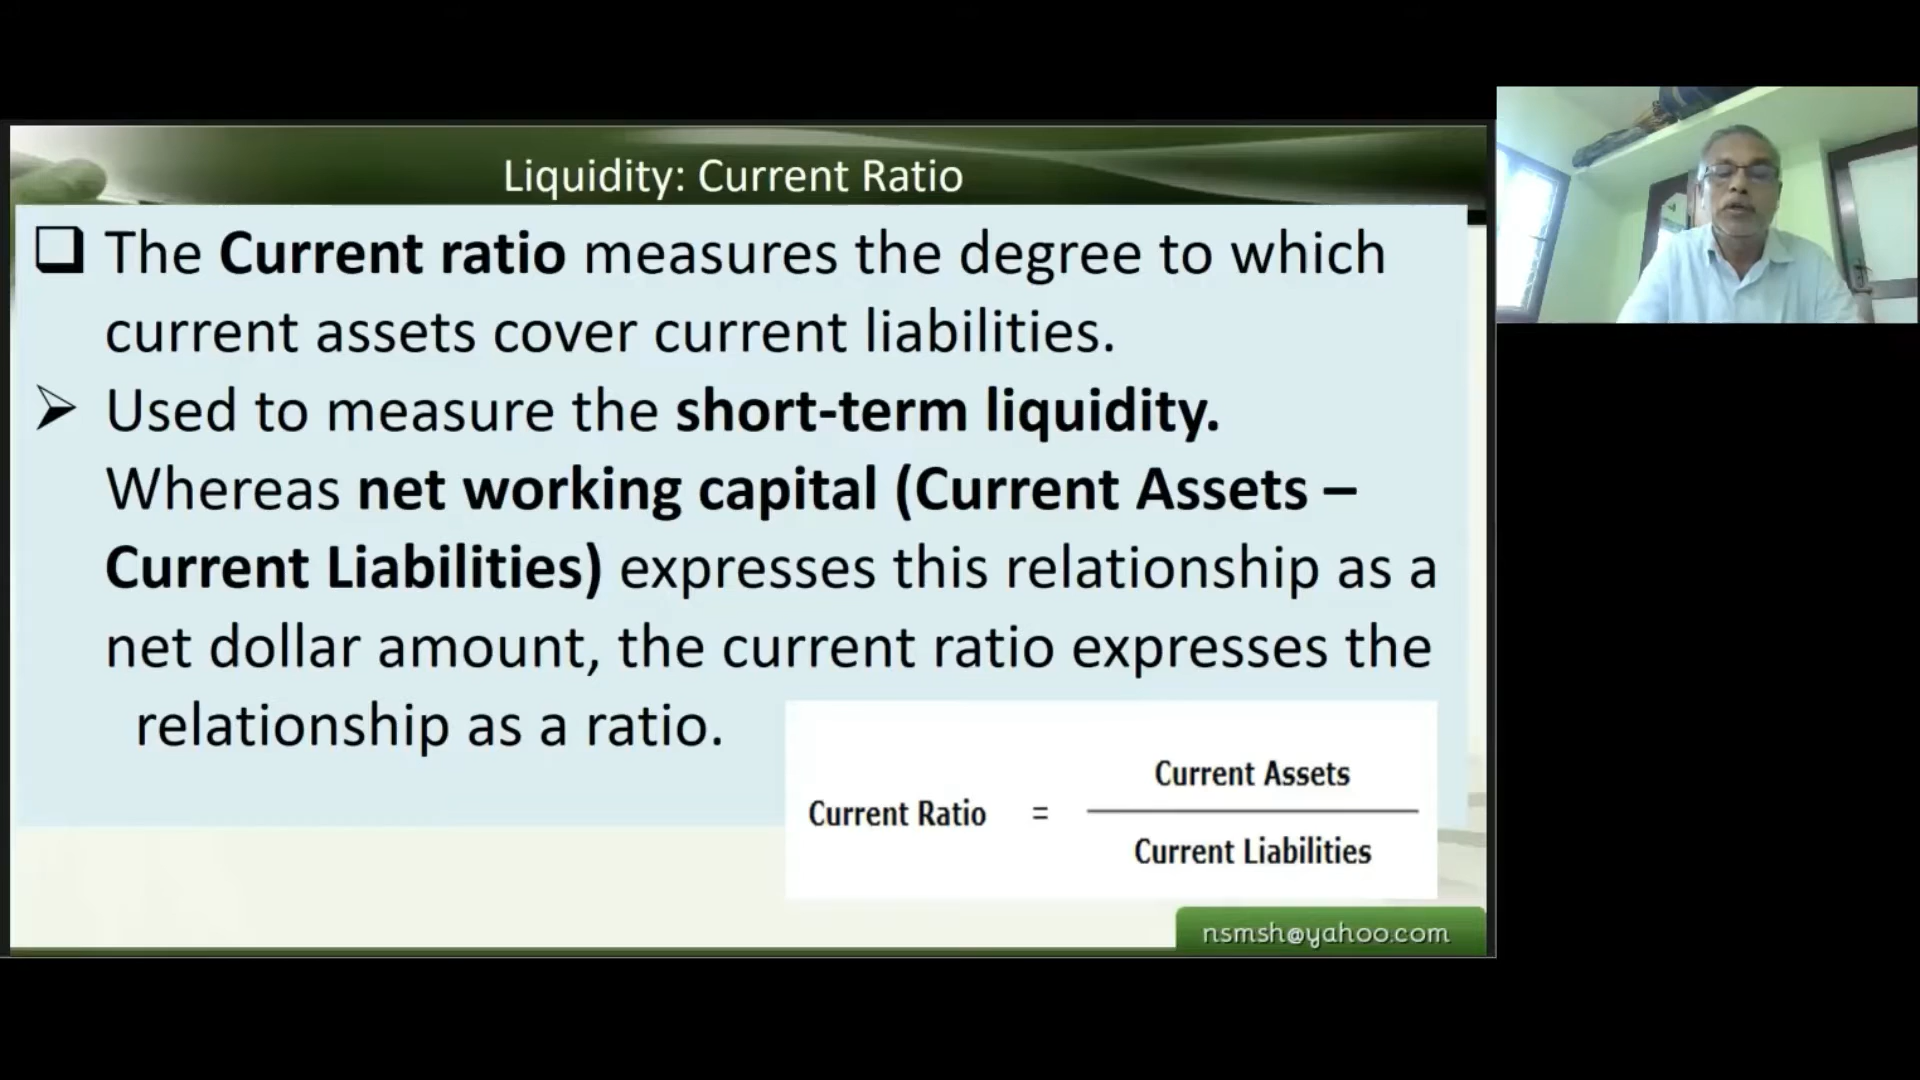 Liquidity: Current Ratio
The Current ratio measures the degree to which
current assets cover current liabilities.
Used to measure the short-term liquidity.
Whereas net working capital (Current Assets –
Current Liabilities) expresses this relationship as a
net dollar amount, the current ratio expresses the
relationship as a ratio.
Current Assets
Current Ratio =
Current Liabilities
nsmsh@yahoo.com